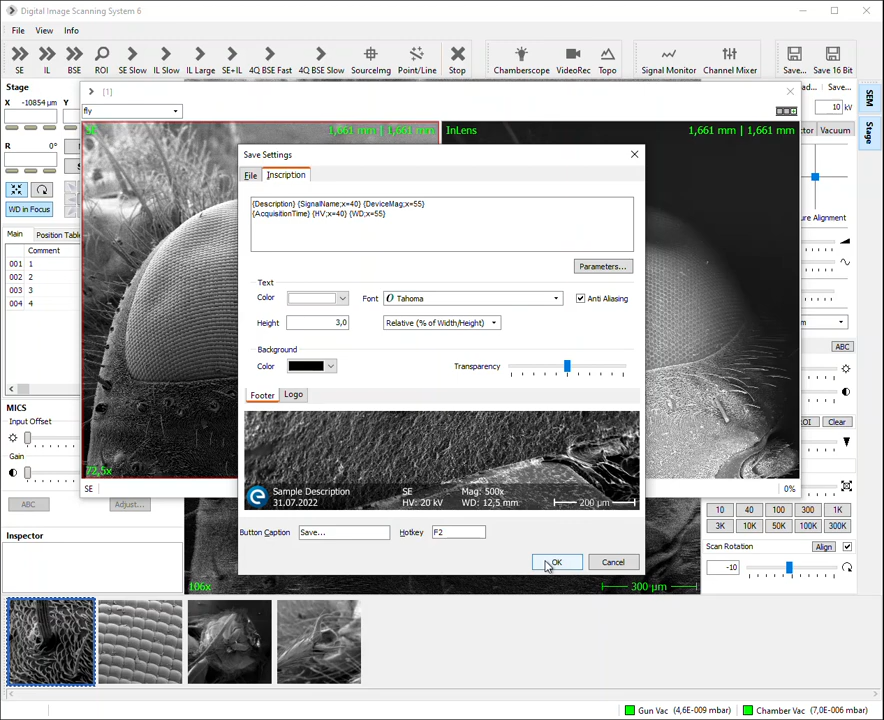 Digital Image Scanning System 6
File View Info
SE IL BSE ROI SE Slow IL Slow IL Large SE+IL 4Q BSE Fast 4Q BSE Slow SourceImg Point/Line Stop Chamberscope VideoRec Topo Signal Monitor Channel Mixer Save... Save 16 Bit
Stage
X -10854 µm Y
R 0°
WD in Focus
Main Position Table
Comment
001 1
002 2
003 3
004 4
MICS
Input Offset
Gain
ABC Adjust...
Inspector
[1]
fly
SE 1,661 mm | 1,661 mm
InLens 1,661 mm | 1,661 mm
72,5x
SE 0%
106x 300 µm
Save Settings
File Inscription
{Description} {SignalName;x=40} {DeviceMag;x=55}
{AcquisitionTime} {HV;x=40} {WD;x=55}
Parameters...
Text
Color Font Tahoma Anti Aliasing
Height 3,0 Relative (% of Width/Height)
Background
Color Transparency
Footer Logo
Sample Description SE Mag: 500x
31.07.2022 HV: 20 kV WD: 12,5 mm 200 µm
Button Caption Save... Hotkey F2
OK Cancel
Save...
10 kV
Vacuum
SEM
Stage
ure Alignment
ABC
Clear
10 40 100 300 1K
3K 10K 50K 100K 300K
Scan Rotation Align
-10
Gun Vac (4,6E-009 mbar) Chamber Vac (7,0E-006 mbar)